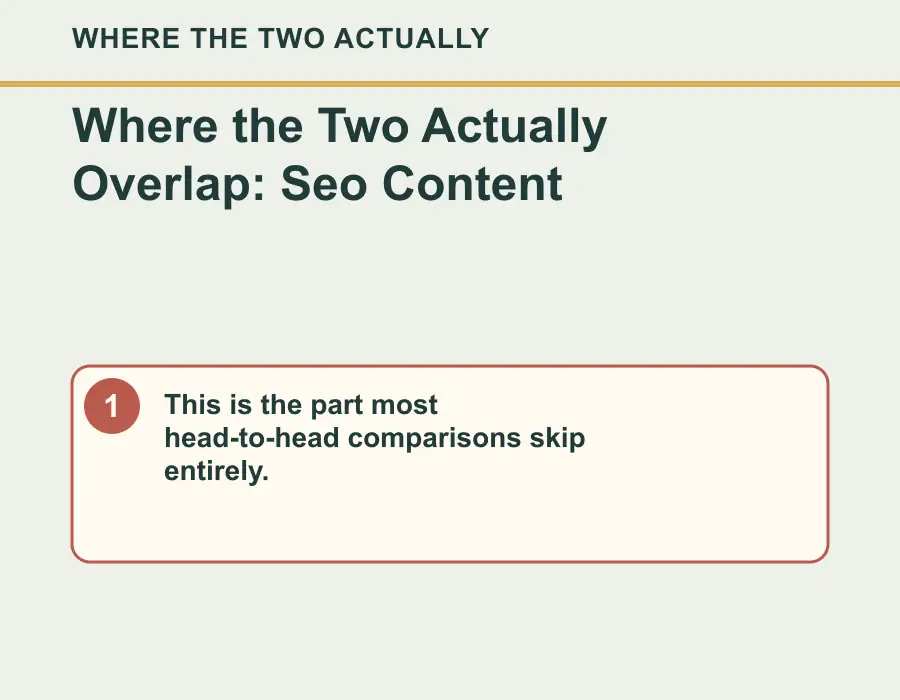 WHERE THE TWO ACTUALLY
Where the Two Actually
Overlap: Seo Content
1
This is the part most
head-to-head comparisons skip
entirely.